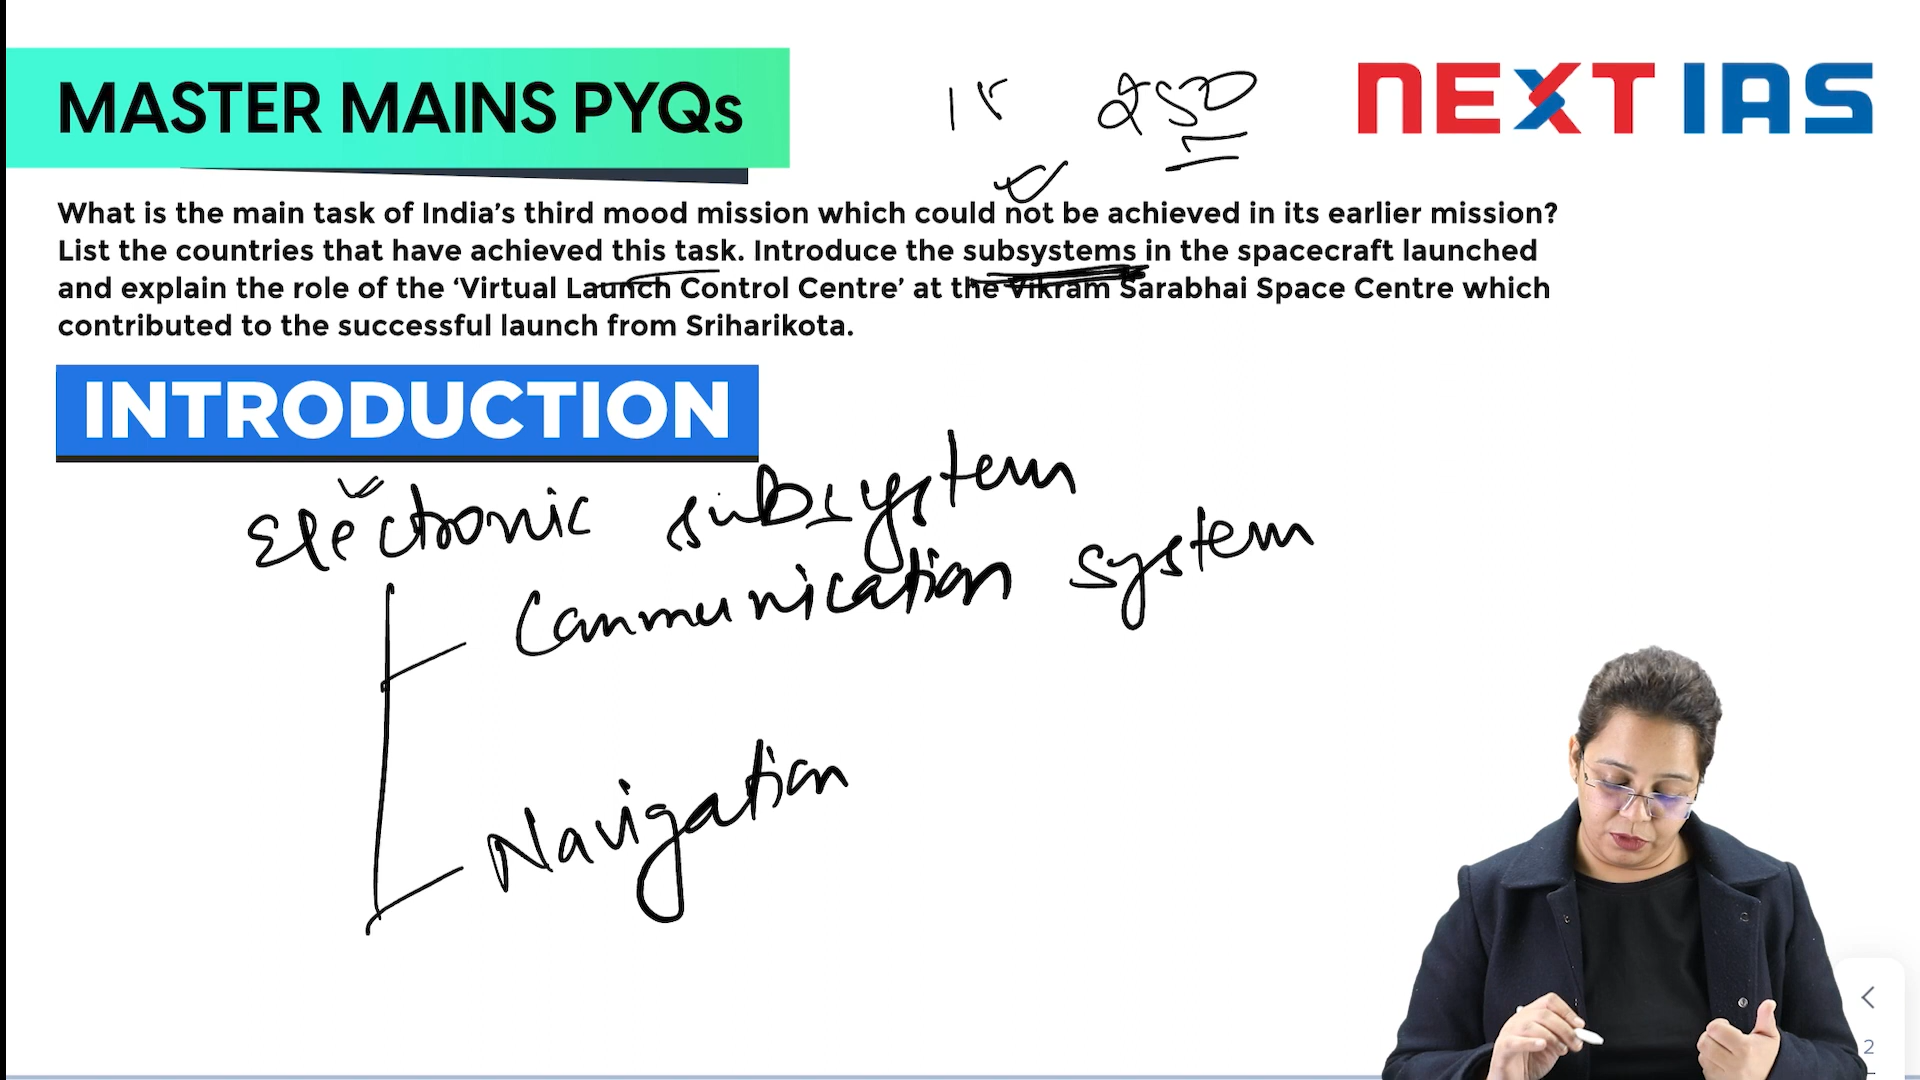 MASTER MAINS PYQs
15 250
NEXT IAS
What is the main task of India's third mood mission which could not be achieved in its earlier mission?
List the countries that have achieved this task. Introduce the subsystems in the spacecraft launched
and explain the role of the 'Virtual Launch Control Centre' at the Vikram Sarabhai Space Centre which
contributed to the successful launch from Sriharikota.
INTRODUCTION
Electronic subsystem
Communication system
Navigation
2